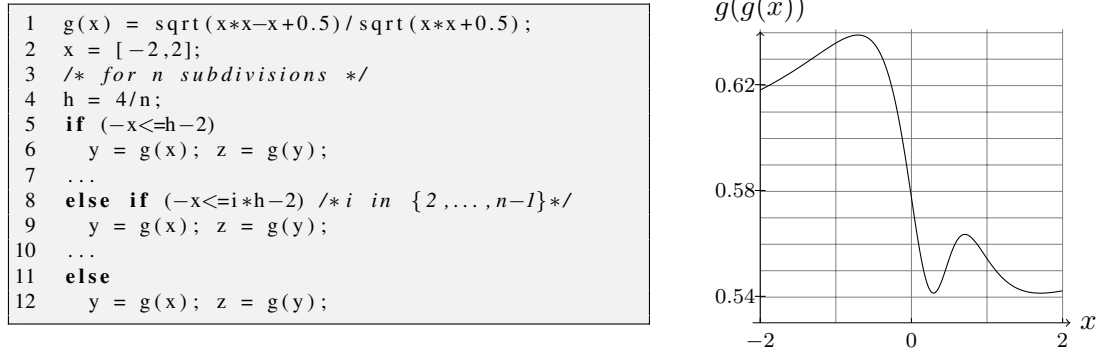 1 g(x) = sqrt(x*x−x+0.5)/sqrt(x*x+0.5);
2 x = [−2,2];
3 /* for n subdivisions */
4 h = 4/n;
5 if (−x<=h−2)
6 y = g(x); z = g(y);
7 ...
8 else if (−x<=i*h−2) /*i in {2,...,n−1}*/
9 y = g(x); z = g(y);
10 ...
11 else
12 y = g(x); z = g(y);
g(g(x))
0.62
0.58
0.54
−2 0 2
x